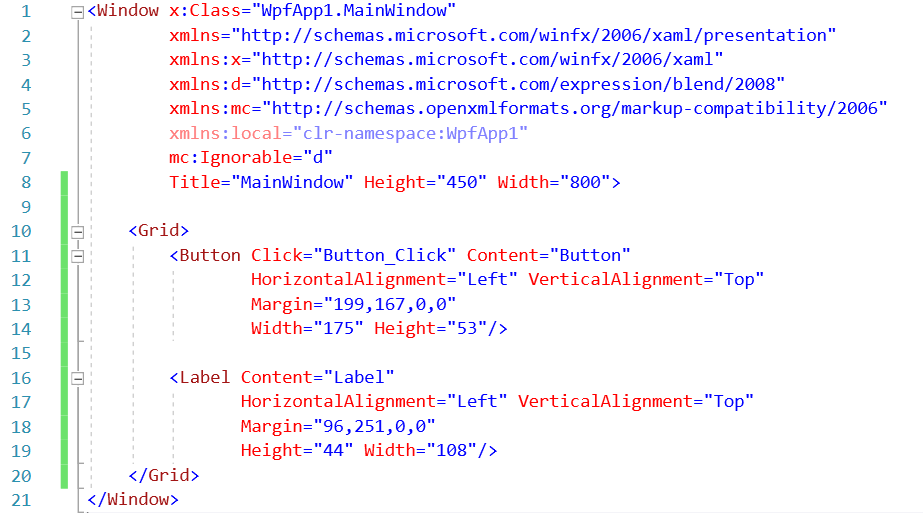 1 <Window x:Class="WpfApp1.MainWindow"
2 xmlns="http://schemas.microsoft.com/winfx/2006/xaml/presentation"
3 xmlns:x="http://schemas.microsoft.com/winfx/2006/xaml"
4 xmlns:d="http://schemas.microsoft.com/expression/blend/2008"
5 xmlns:mc="http://schemas.openxmlformats.org/markup-compatibility/2006"
6 xmlns:local="clr-namespace:WpfApp1"
7 mc:Ignorable="d"
8 Title="MainWindow" Height="450" Width="800">
9
10 <Grid>
11 <Button Click="Button_Click" Content="Button"
12 HorizontalAlignment="Left" VerticalAlignment="Top"
13 Margin="199,167,0,0"
14 Width="175" Height="53"/>
15
16 <Label Content="Label"
17 HorizontalAlignment="Left" VerticalAlignment="Top"
18 Margin="96,251,0,0"
19 Height="44" Width="108"/>
20 </Grid>
21 </Window>